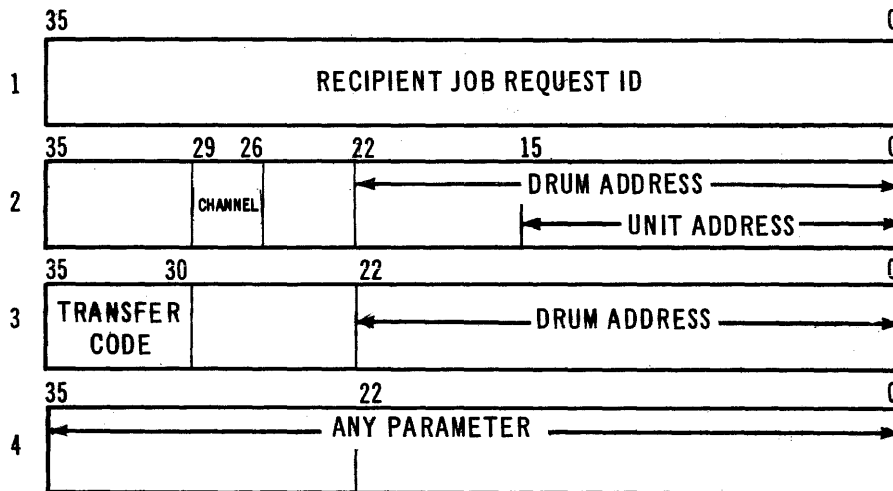 35 0
1 RECIPIENT JOB REQUEST ID
35 29 26 22 15 0
2 CHANNEL DRUM ADDRESS
UNIT ADDRESS
35 30 22 0
3 TRANSFER CODE DRUM ADDRESS
35 22 0
4 ANY PARAMETER